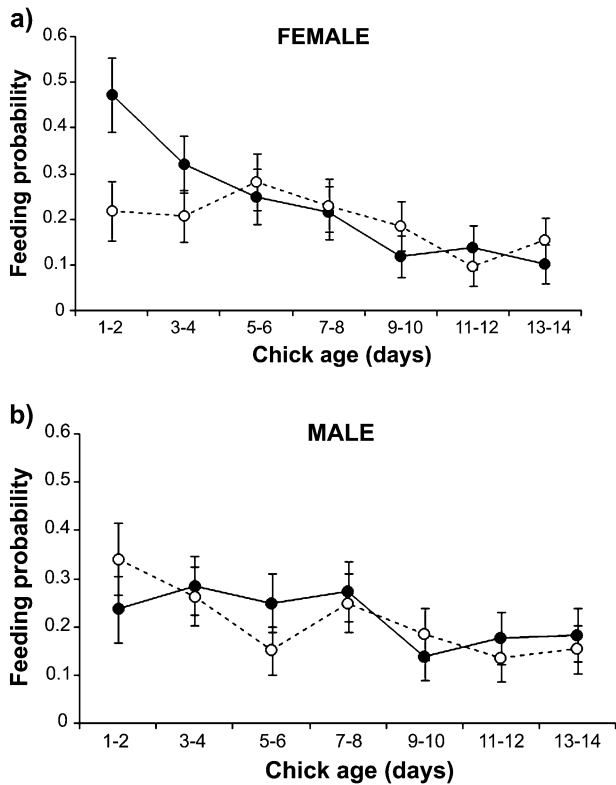 a)
FEMALE
Feeding probability
0.6
0.5
0.4
0.3
0.2
0.1
0
1-2 3-4 5-6 7-8 9-10 11-12 13-14
Chick age (days)
b)
MALE
Feeding probability
0.6
0.5
0.4
0.3
0.2
0.1
0
1-2 3-4 5-6 7-8 9-10 11-12 13-14
Chick age (days)